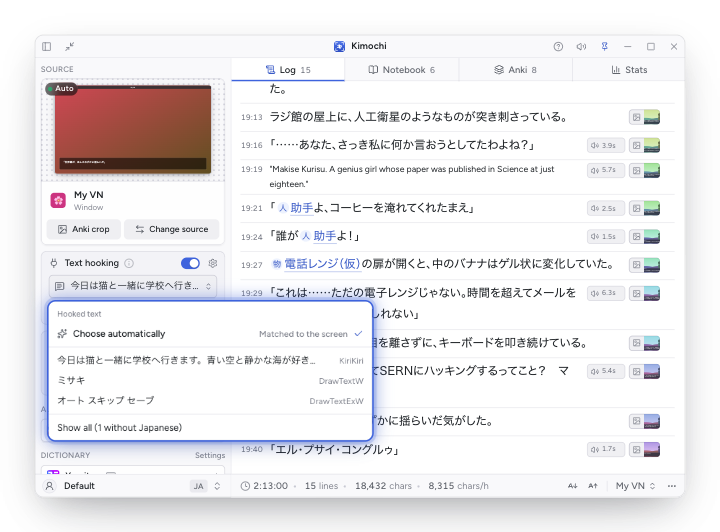 Kimochi
SOURCE
Auto
My VN
Window
Anki crop
Change source
Text hooking
今日は猫と一緒に学校へ行き…
Hooked text
Choose automatically
Matched to the screen
今日は猫と一緒に学校へ行きます。青い空と静かな海が好き…
KiriKiri
ミサキ
DrawTextW
オート スキップ セーブ
DrawTextExW
Show all (1 without Japanese)
DICTIONARY
Settings
Default
JA
Log 15
Notebook 6
Anki 8
Stats
た。
19:13 ラジ館の屋上に、人工衛星のようなものが突き刺さっている。
19:16 「……あなた、さっき私に何か言おうとしてたわよね？」
3.9s
19:19 "Makise Kurisu. A genius girl whose paper was published in Science at just
eighteen."
5.7s
19:21 「人 助手よ、コーヒーを淹れてくれたまえ」
2.5s
19:24 「誰が 人 助手よ！」
1.5s
19:27 物 電話レンジ(仮)の扉が開くと、中のバナナはゲル状に変化していた。
19:29 「これは……ただの電子レンジじゃない。時間を超えてメールを
しれない」
6.3s
目を離さずに、キーボードを叩き続けている。
てSERNにハッキングするってこと？　マ
5.4s
かに揺らいだ気がした。
19:40 「エル・プサイ・コングルゥ」
1.7s
2:13:00
15 lines
18,432 chars
8,315 chars/h
A↓
A↑
My VN